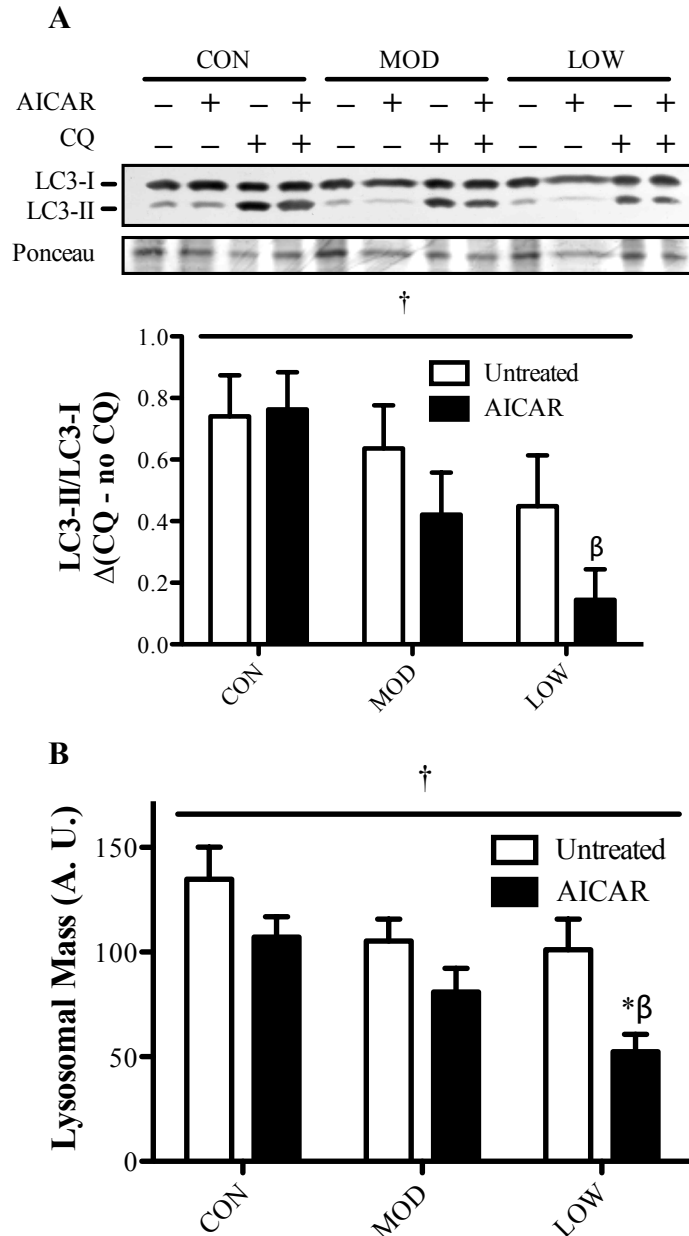 A
CON MOD LOW
AICAR – + – + – + – + – + – +
CQ – – + + – – + + – – + +
LC3-I
LC3-II
Ponceau
†
LC3-II/LC3-I
Δ(CQ - no CQ)
1.0
0.8
0.6
0.4
0.2
0.0
Untreated
AICAR
β
CON MOD LOW
B
†
Lysosomal Mass (A. U.)
150
100
50
0
Untreated
AICAR
*β
CON MOD LOW